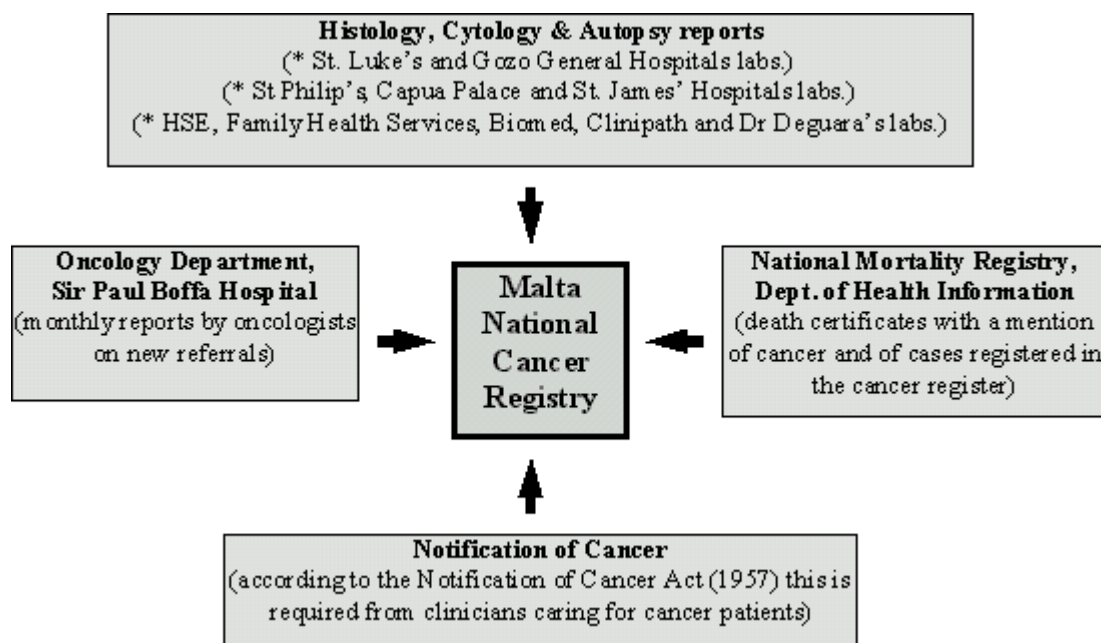 Histology, Cytology & Autopsy reports
(* St. Luke's and Gozo General Hospitals labs.)
(* St Philip's, Capua Palace and St. James' Hospitals labs.)
(* HSE, Family Health Services, Biomed, Clinipath and Dr Deguara's labs.)
Oncology Department,
Sir Paul Boffa Hospital
(monthly reports by oncologists
on new referrals)
Malta
National
Cancer
Registry
National Mortality Registry,
Dept. of Health Information
(death certificates with a mention
of cancer and of cases registered in
the cancer register)
Notification of Cancer
(according to the Notification of Cancer Act (1957) this is
required from clinicians caring for cancer patients)